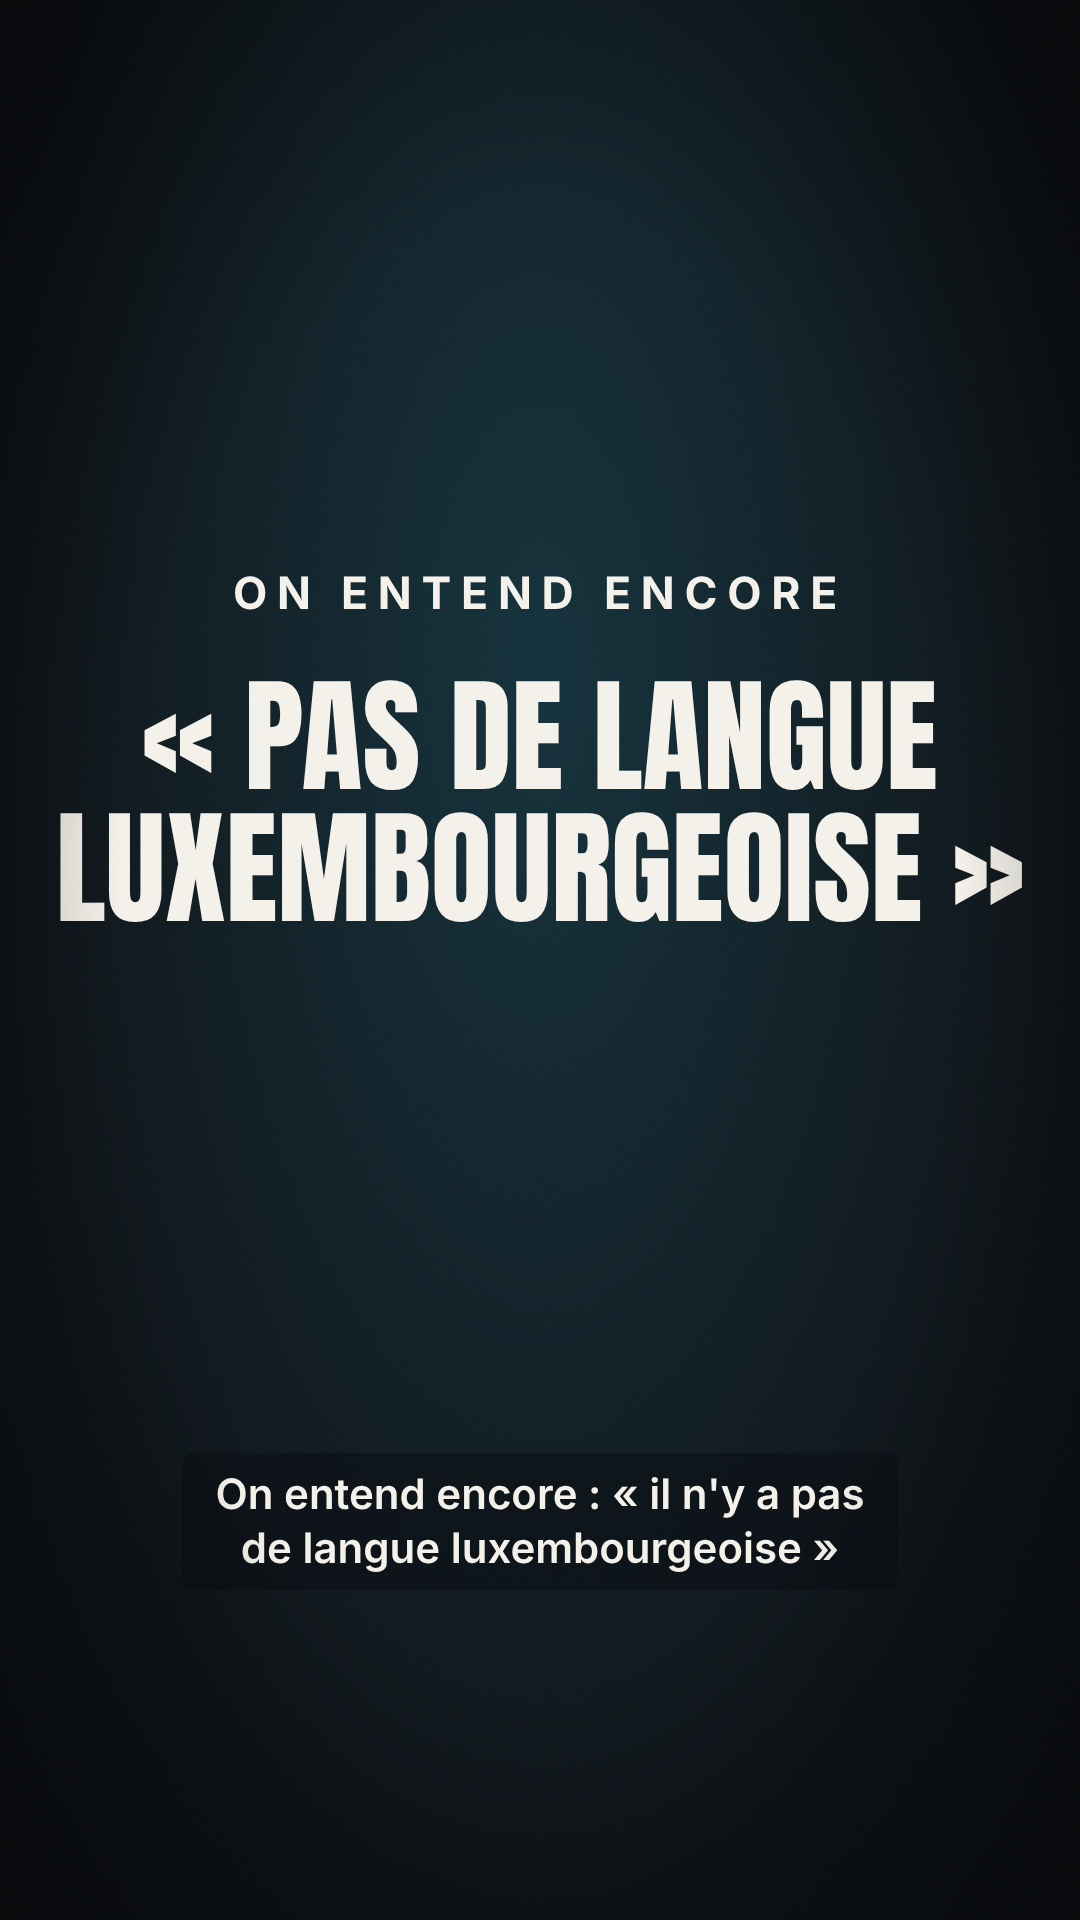 ON ENTEND ENCORE
« PAS DE LANGUE
LUXEMBOURGEOISE »
On entend encore : « il n'y a pas
de langue luxembourgeoise »